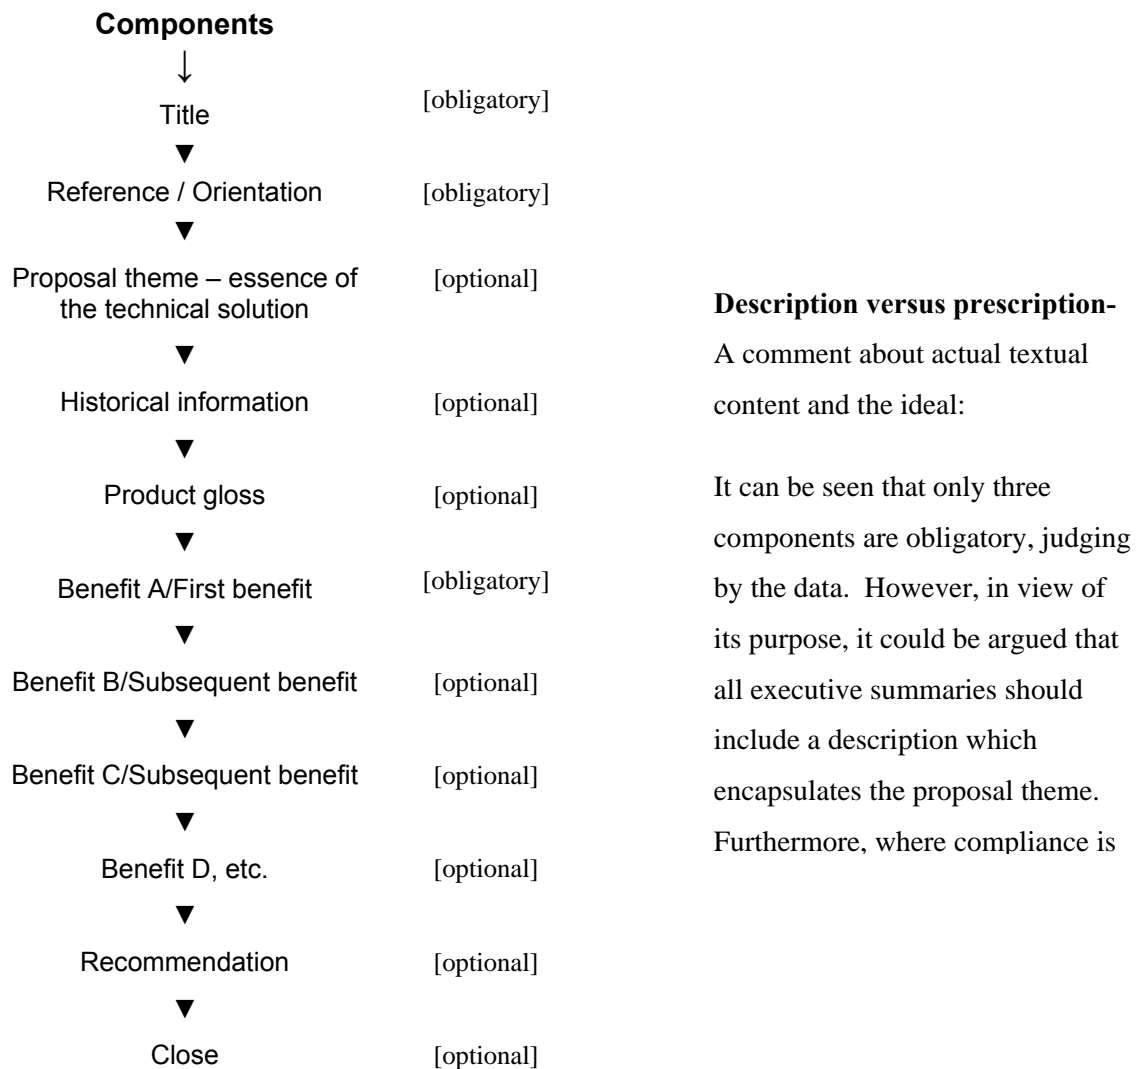 Components
↓
Title [obligatory]
▼
Reference / Orientation [obligatory]
▼
Proposal theme – essence of [optional]
the technical solution
▼
Historical information [optional]
▼
Product gloss [optional]
▼
Benefit A/First benefit [obligatory]
▼
Benefit B/Subsequent benefit [optional]
▼
Benefit C/Subsequent benefit [optional]
▼
Benefit D, etc. [optional]
▼
Recommendation [optional]
▼
Close [optional]
Description versus prescription-
A comment about actual textual
content and the ideal:
It can be seen that only three
components are obligatory, judging
by the data. However, in view of
its purpose, it could be argued that
all executive summaries should
include a description which
encapsulates the proposal theme.
Furthermore, where compliance is